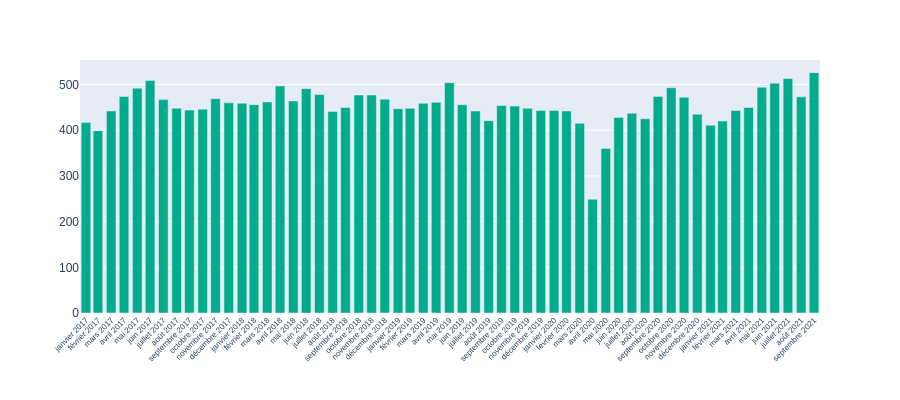 500
400
300
200
100
0
janvier 2017
février 2017
mars 2017
avril 2017
mai 2017
juin 2017
juillet 2017
août 2017
septembre 2017
octobre 2017
novembre 2017
décembre 2017
janvier 2018
février 2018
mars 2018
avril 2018
mai 2018
juin 2018
juillet 2018
août 2018
septembre 2018
octobre 2018
novembre 2018
décembre 2018
janvier 2019
février 2019
mars 2019
avril 2019
mai 2019
juin 2019
juillet 2019
août 2019
septembre 2019
octobre 2019
novembre 2019
décembre 2019
janvier 2020
février 2020
mars 2020
avril 2020
mai 2020
juin 2020
juillet 2020
août 2020
septembre 2020
octobre 2020
novembre 2020
décembre 2020
janvier 2021
février 2021
mars 2021
avril 2021
mai 2021
juin 2021
juillet 2021
août 2021
septembre 2021